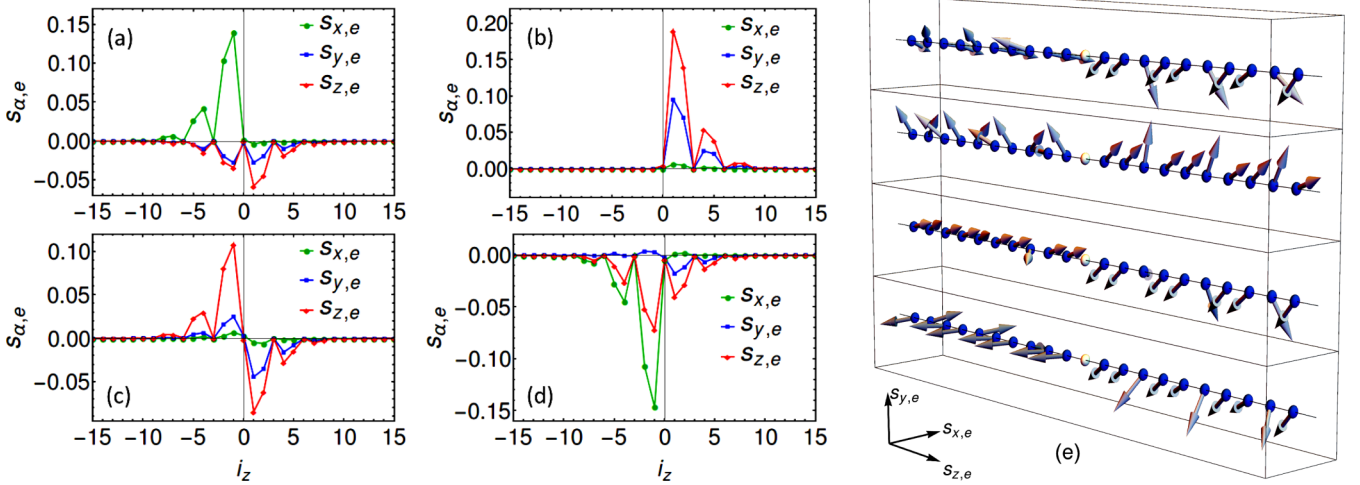 (a)
s_{α,e}
0.15
0.10
0.05
0.00
−0.05
−15 −10 −5 0 5 10 15
s_{x,e}
s_{y,e}
s_{z,e}
(b)
s_{α,e}
0.20
0.15
0.10
0.05
0.00
−15 −10 −5 0 5 10 15
s_{x,e}
s_{y,e}
s_{z,e}
(c)
s_{α,e}
0.10
0.05
0.00
−0.05
−15 −10 −5 0 5 10 15
i_z
s_{x,e}
s_{y,e}
s_{z,e}
(d)
s_{α,e}
0.00
−0.05
−0.10
−0.15
−15 −10 −5 0 5 10 15
i_z
s_{x,e}
s_{y,e}
s_{z,e}
s_{y,e}
s_{x,e}
s_{z,e}
(e)